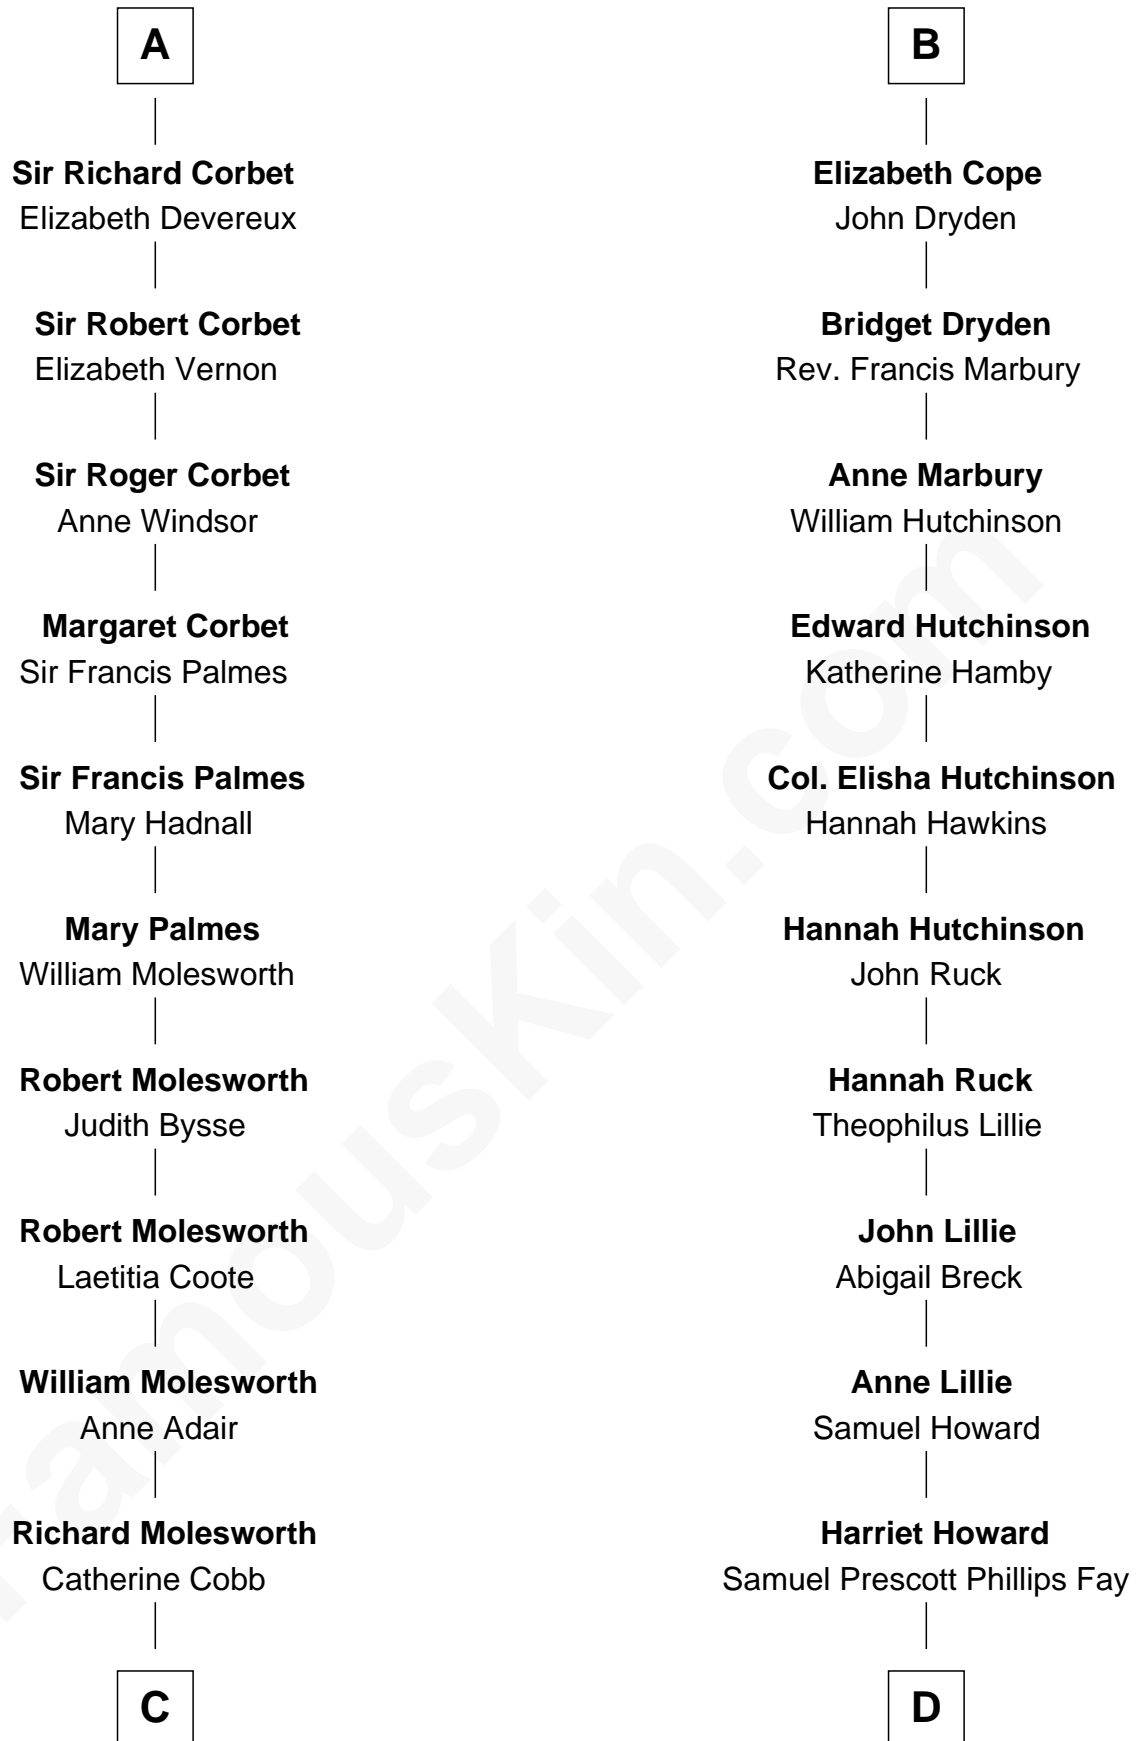 A
Sir Richard Corbet
Elizabeth Devereux
Sir Robert Corbet
Elizabeth Vernon
Sir Roger Corbet
Anne Windsor
Margaret Corbet
Sir Francis Palmes
Sir Francis Palmes
Mary Hadnall
Mary Palmes
William Molesworth
Robert Molesworth
Judith Bysse
Robert Molesworth
Laetitia Coote
William Molesworth
Anne Adair
Richard Molesworth
Catherine Cobb
C
B
Elizabeth Cope
John Dryden
Bridget Dryden
Rev. Francis Marbury
Anne Marbury
William Hutchinson
Edward Hutchinson
Katherine Hamby
Col. Elisha Hutchinson
Hannah Hawkins
Hannah Hutchinson
John Ruck
Hannah Ruck
Theophilus Lillie
John Lillie
Abigail Breck
Anne Lillie
Samuel Howard
Harriet Howard
Samuel Prescott Phillips Fay
D
FamousKin.com